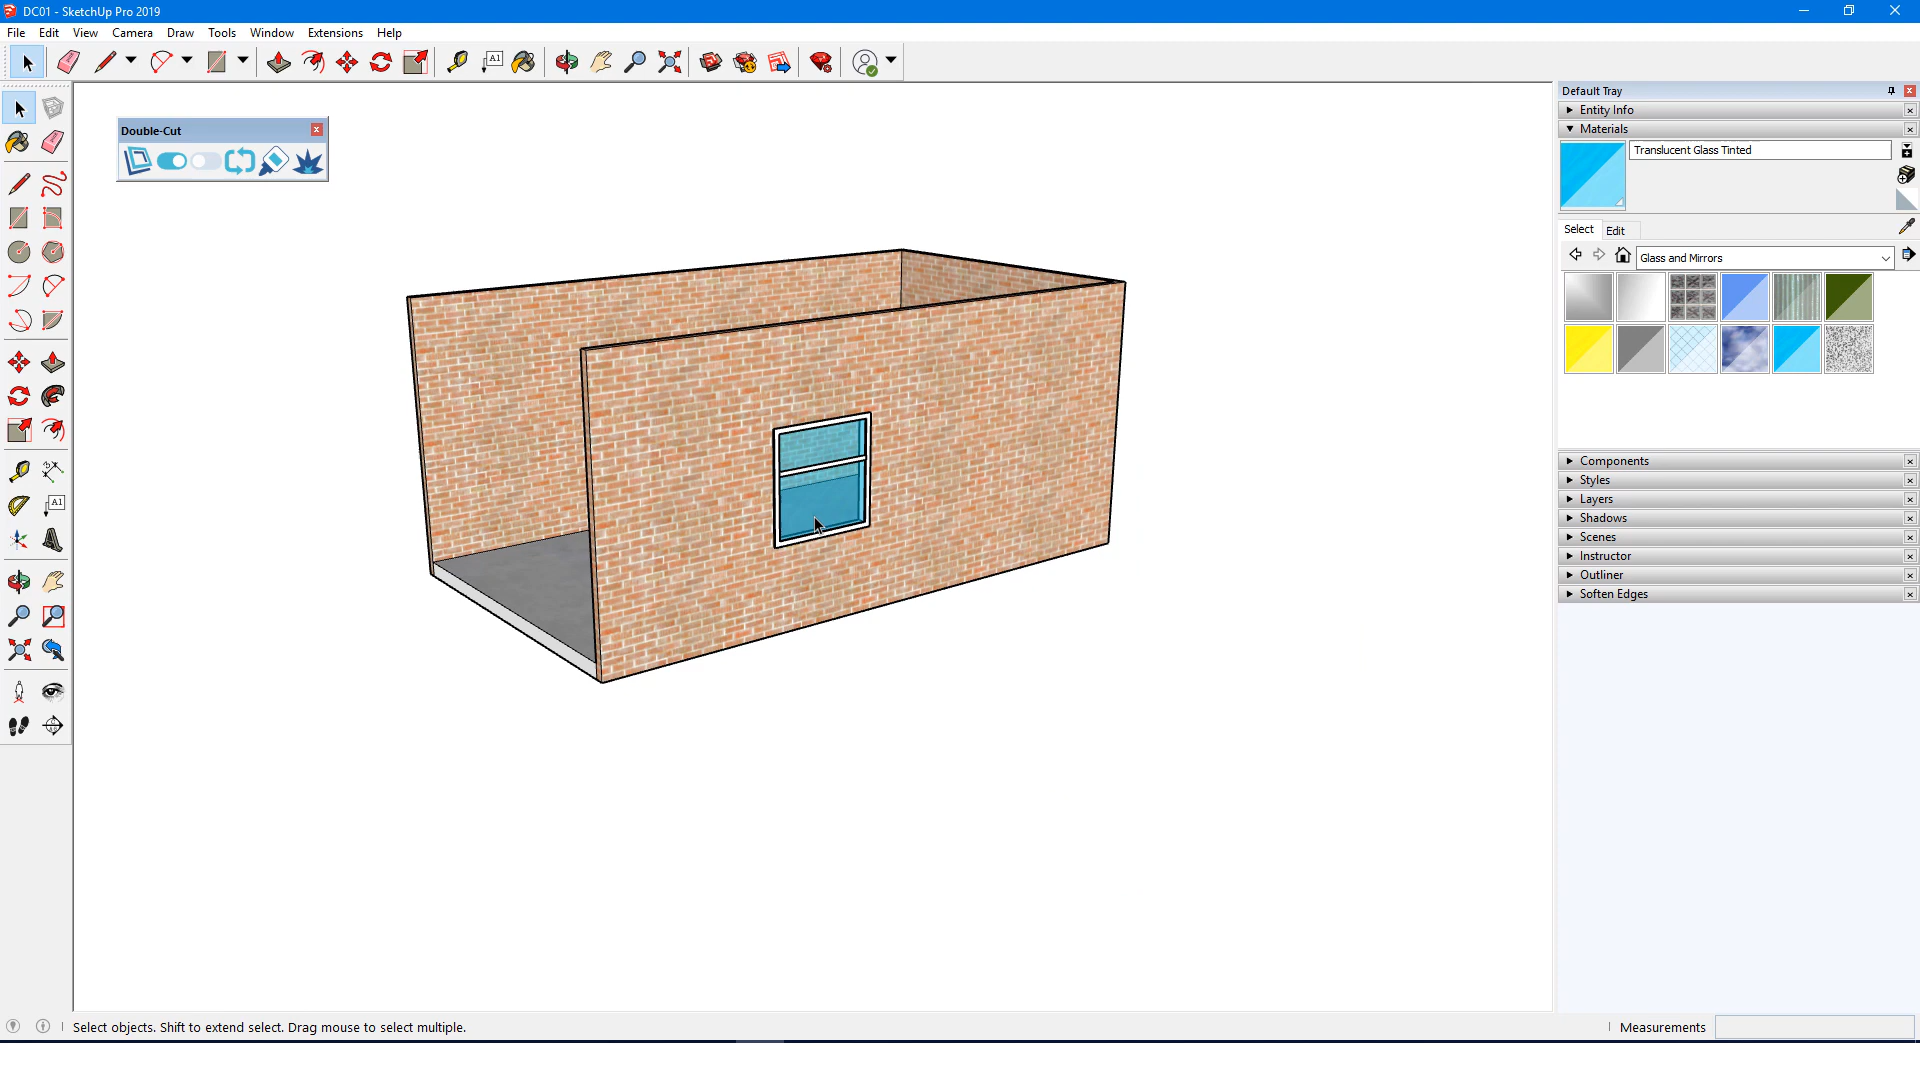 DC01 - SketchUp Pro 2019
File Edit View Camera Draw Tools Window Extensions Help
A1
Default Tray
Entity Info
Materials
Double-Cut
Translucent Glass Tinted
Select Edit
Glass and Mirrors
Components
Styles
Layers
A1
Shadows
Scenes
Instructor
Outliner
Soften Edges
Select objects. Shift to extend select. Drag mouse to select multiple.
Measurements